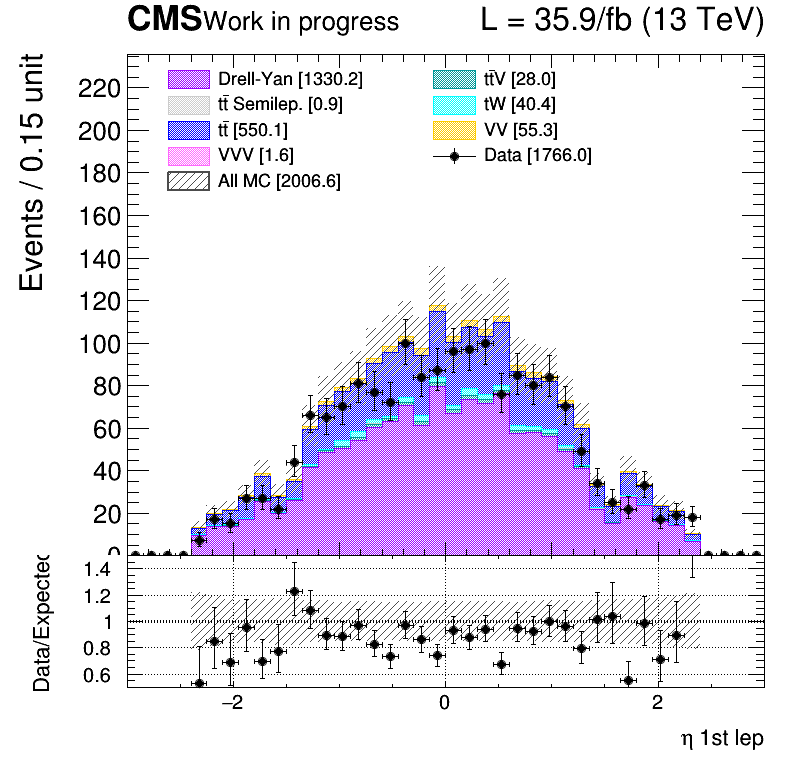 CMS Work in progress L = 35.9/fb (13 TeV)
Events / 0.15 unit
220
200
180
160
140
120
100
80
60
40
20
0
Drell-Yan [1330.2]
tt̄ Semilep. [0.9]
tt̄ [550.1]
VVV [1.6]
All MC [2006.6]
tt̄V [28.0]
tW [40.4]
VV [55.3]
Data [1766.0]
Data/Expected
1.4
1.2
1
0.8
0.6
−2 0 2
η 1st lep